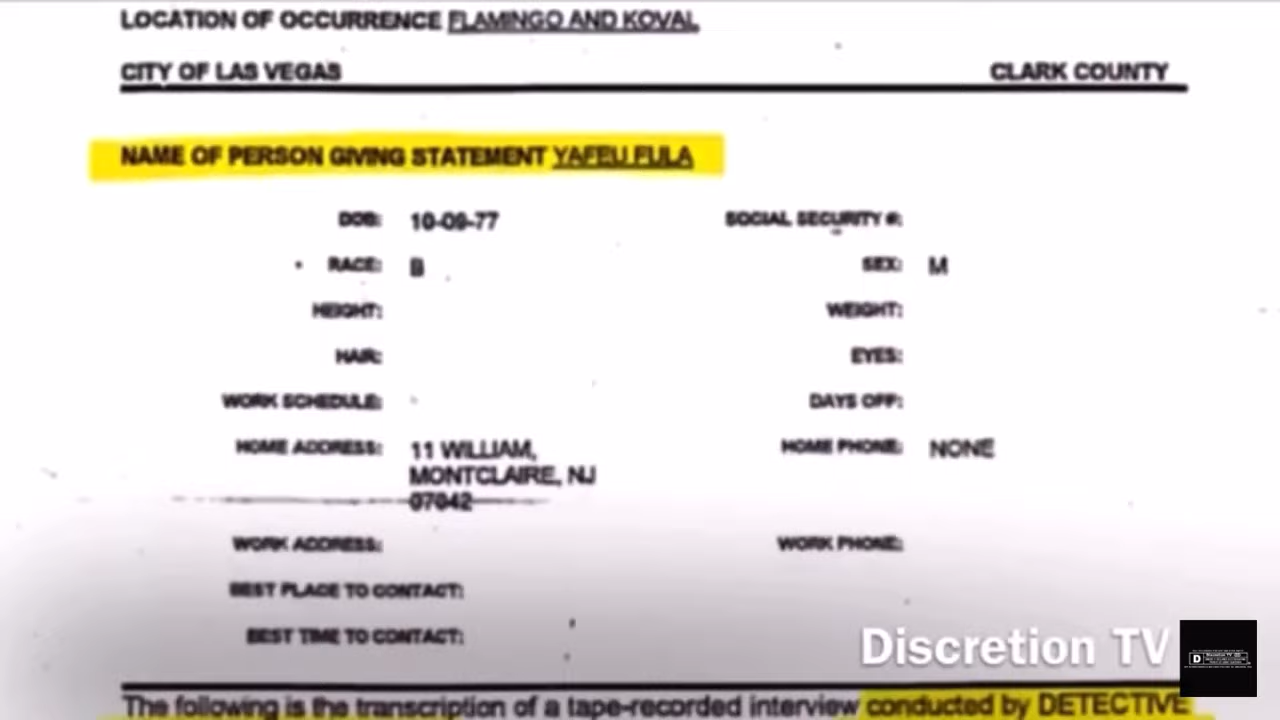 LOCATION OF OCCURRENCE FLAMINGO AND KOVAL
CITY OF LAS VEGAS CLARK COUNTY
NAME OF PERSON GIVING STATEMENT YAFEU FULA
DOB: 10-09-77 SOCIAL SECURITY #:
RACE: B SEX: M
HEIGHT: WEIGHT:
HAIR: EYES:
WORK SCHEDULE: DAYS OFF:
HOME ADDRESS: 11 WILLIAM, HOME PHONE: NONE
MONTCLAIRE, NJ
07042
WORK ADDRESS: WORK PHONE:
BEST PLACE TO CONTACT:
BEST TIME TO CONTACT:
Discretion TV
D Discretion TV
The following is the transcription of a tape-recorded interview conducted by DETECTIVE